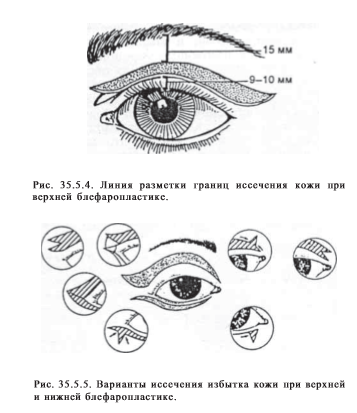 15 мм
9–10 мм
Рис. 35.5.4. Линия разметки границ иссечения кожи при
верхней блефаропластике.
Рис. 35.5.5. Варианты иссечения избытка кожи при верхней
и нижней блефаропластике.